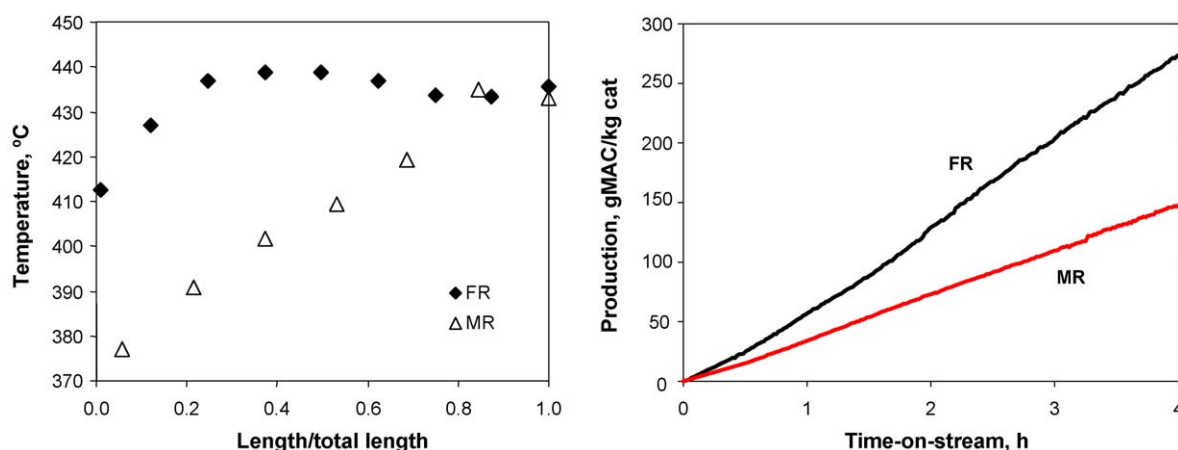 450
440
430
420
410
400
390
380
370
Temperature, ºC
0.0 0.2 0.4 0.6 0.8 1.0
Length/total length
FR
MR
300
250
200
150
100
50
0
Production, gMAC/kg cat
FR
MR
0 1 2 3 4
Time-on-stream, h